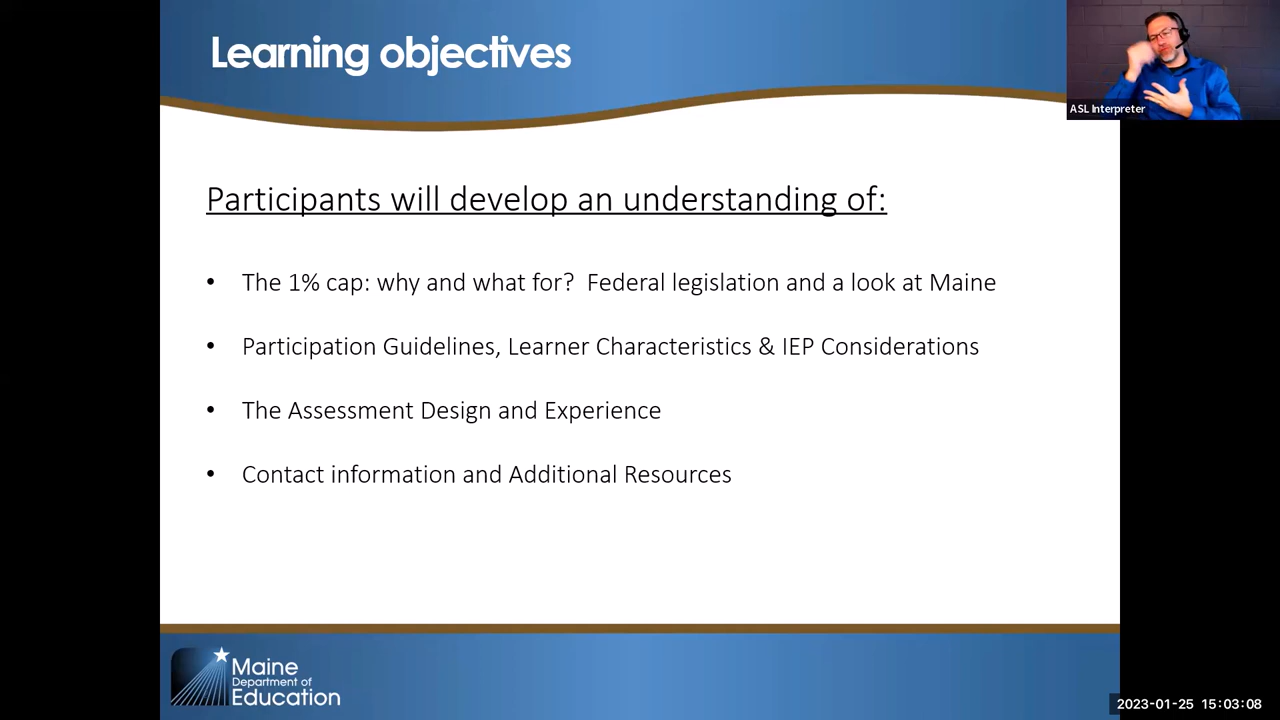 Learning objectives
ASL Interpreter
Participants will develop an understanding of:
• The 1% cap: why and what for?  Federal legislation and a look at Maine
• Participation Guidelines, Learner Characteristics & IEP Considerations
• The Assessment Design and Experience
• Contact information and Additional Resources
Maine
Department of
Education
2023-01-25 15:03:08